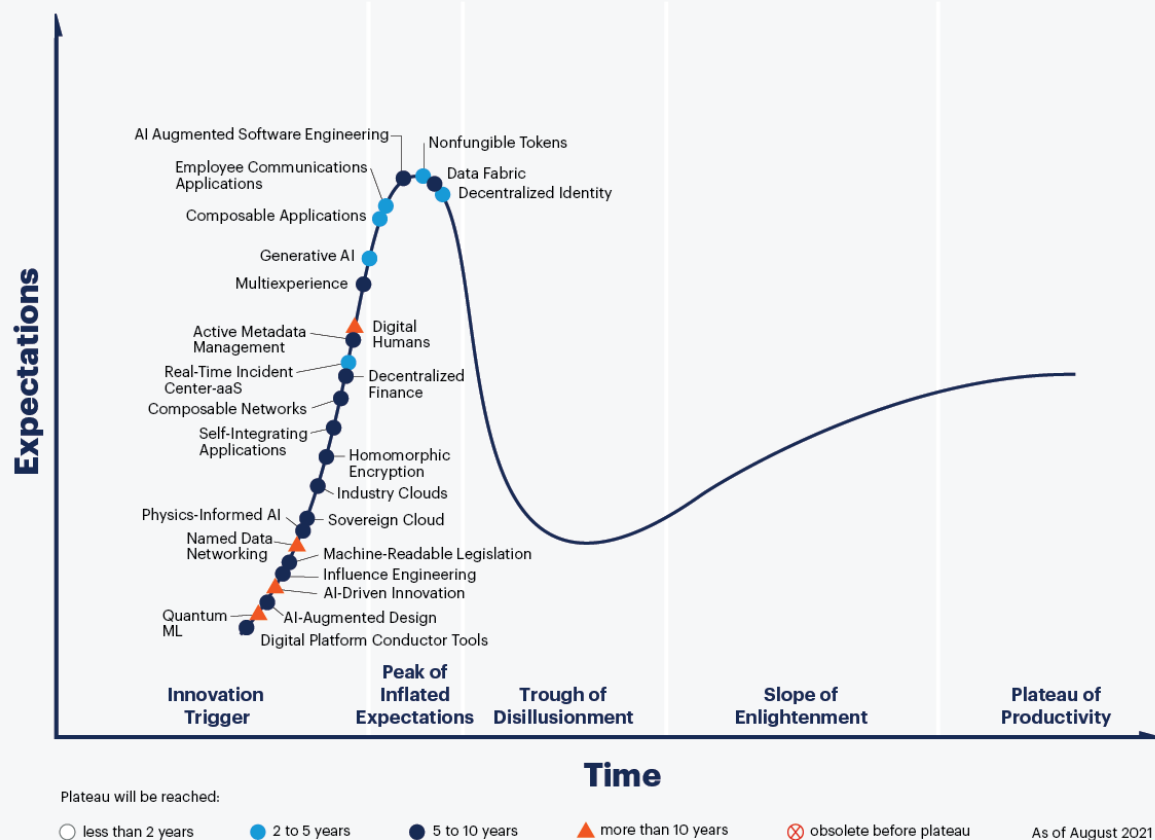 AI Augmented Software Engineering
Nonfungible Tokens
Employee Communications
Applications
Data Fabric
Decentralized Identity
Composable Applications
Generative AI
Multiexperience
Active Metadata
Management
Digital
Humans
Real-Time Incident
Center-aaS
Decentralized
Finance
Composable Networks
Self-Integrating
Applications
Homomorphic
Encryption
Industry Clouds
Physics-Informed AI
Sovereign Cloud
Named Data
Networking
Machine-Readable Legislation
Influence Engineering
AI-Driven Innovation
Quantum
ML
AI-Augmented Design
Digital Platform Conductor Tools
Expectations
Innovation
Trigger
Peak of
Inflated
Expectations
Trough of
Disillusionment
Slope of
Enlightenment
Plateau of
Productivity
Time
Plateau will be reached:
less than 2 years
2 to 5 years
5 to 10 years
more than 10 years
obsolete before plateau
As of August 2021